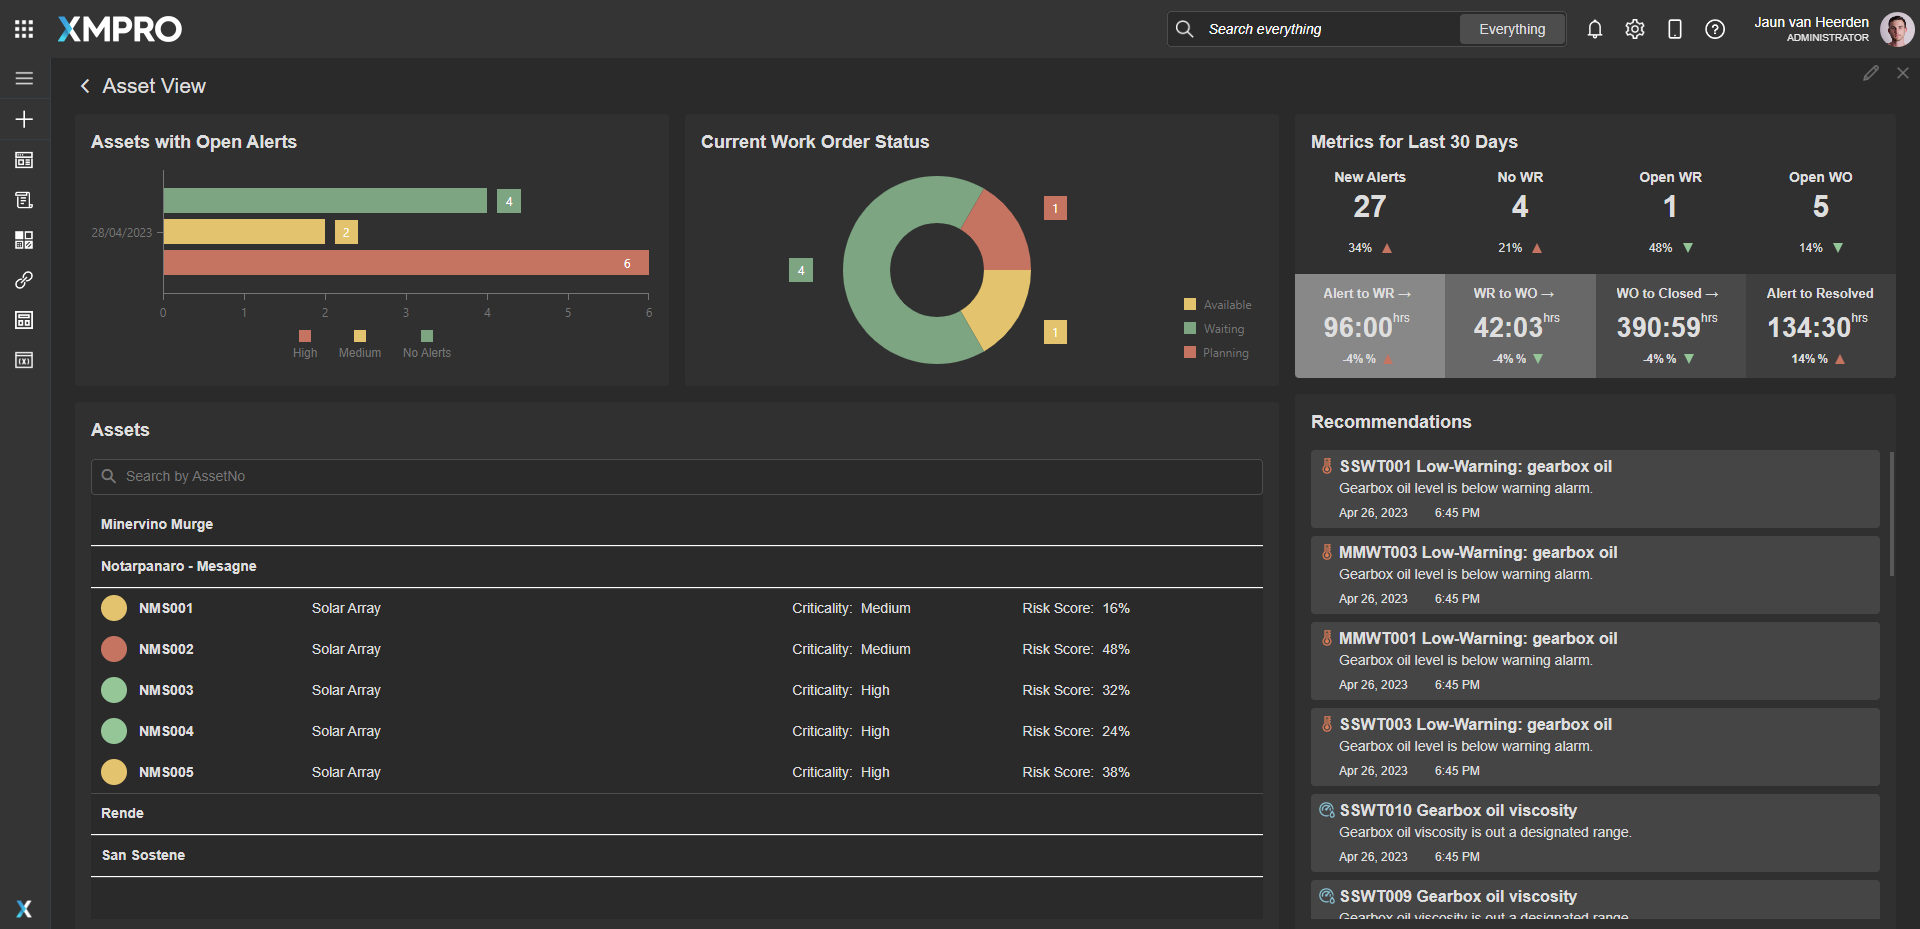 XMPRO
Search everything
Everything
Jaun van Heerden
ADMINISTRATOR
Asset View
Assets with Open Alerts
4
28/04/2023
2
6
0 1 2 3 4 5 6
High Medium No Alerts
Current Work Order Status
1
4
1
Available
Waiting
Planning
Metrics for Last 30 Days
New Alerts No WR Open WR Open WO
27 4 1 5
34% ▲ 21% ▲ 48% ▼ 14% ▼
Alert to WR → WR to WO → WO to Closed → Alert to Resolved
96:00 hrs 42:03 hrs 390:59 hrs 134:30 hrs
-4% % ▲ -4% % ▼ -4% % ▼ 14% % ▲
Assets
Search by AssetNo
Minervino Murge
Notarpanaro - Mesagne
NMS001 Solar Array Criticality: Medium Risk Score: 16%
NMS002 Solar Array Criticality: Medium Risk Score: 48%
NMS003 Solar Array Criticality: High Risk Score: 32%
NMS004 Solar Array Criticality: High Risk Score: 24%
NMS005 Solar Array Criticality: High Risk Score: 38%
Rende
San Sostene
Recommendations
SSWT001 Low-Warning: gearbox oil
Gearbox oil level is below warning alarm.
Apr 26, 2023 6:45 PM
MMWT003 Low-Warning: gearbox oil
Gearbox oil level is below warning alarm.
Apr 26, 2023 6:45 PM
MMWT001 Low-Warning: gearbox oil
Gearbox oil level is below warning alarm.
Apr 26, 2023 6:45 PM
SSWT003 Low-Warning: gearbox oil
Gearbox oil level is below warning alarm.
Apr 26, 2023 6:45 PM
SSWT010 Gearbox oil viscosity
Gearbox oil viscosity is out a designated range.
Apr 26, 2023 6:45 PM
SSWT009 Gearbox oil viscosity
Gearbox oil viscosity is out a designated range.
X